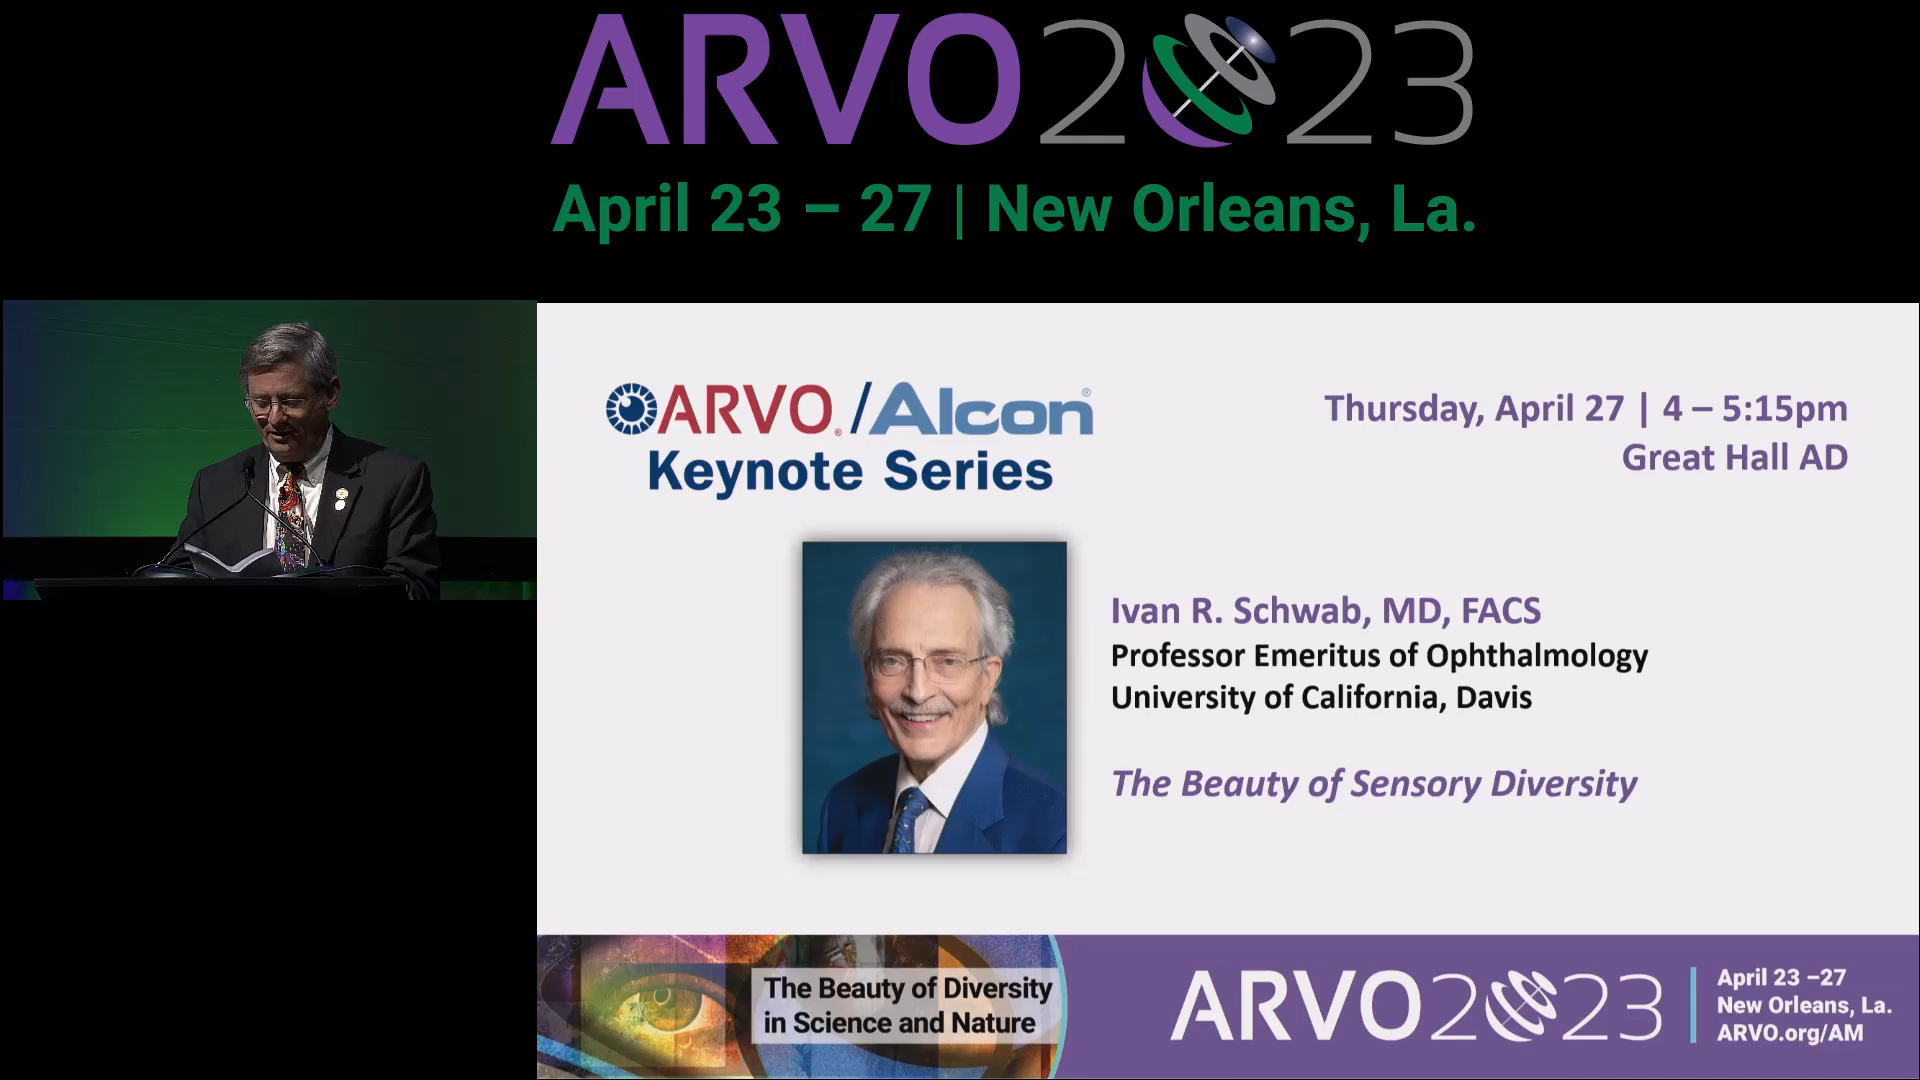 ARVO2023
April 23 – 27 | New Orleans, La.
ARVO® / Alcon®
Keynote Series
Thursday, April 27 | 4 – 5:15pm
Great Hall AD
Ivan R. Schwab, MD, FACS
Professor Emeritus of Ophthalmology
University of California, Davis
The Beauty of Sensory Diversity
The Beauty of Diversity
in Science and Nature
ARVO2023
April 23 –27
New Orleans, La.
ARVO.org/AM